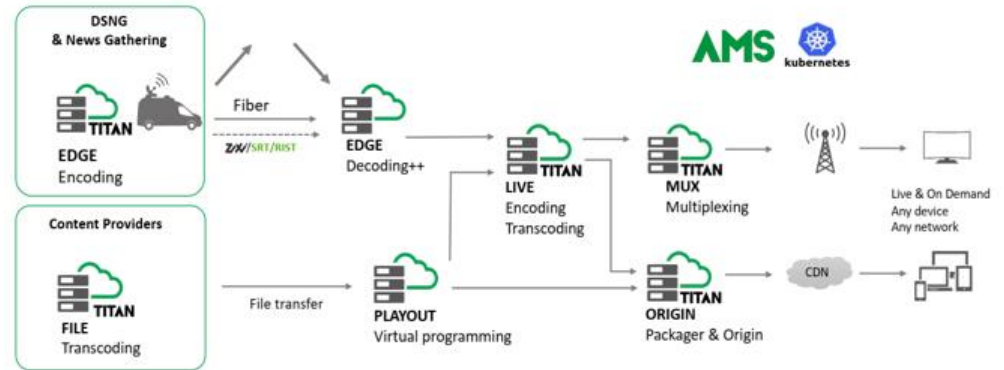 DSNG
& News Gathering
TITAN
EDGE
Encoding
Fiber
Zixi/SRT/RIST
EDGE
Decoding++
AMS
kubernetes
TITAN
LIVE
Encoding
Transcoding
TITAN
MUX
Multiplexing
Live & On Demand
Any device
Any network
Content Providers
TITAN
FILE
Transcoding
File transfer
PLAYOUT
Virtual programming
TITAN
ORIGIN
Packager & Origin
CDN